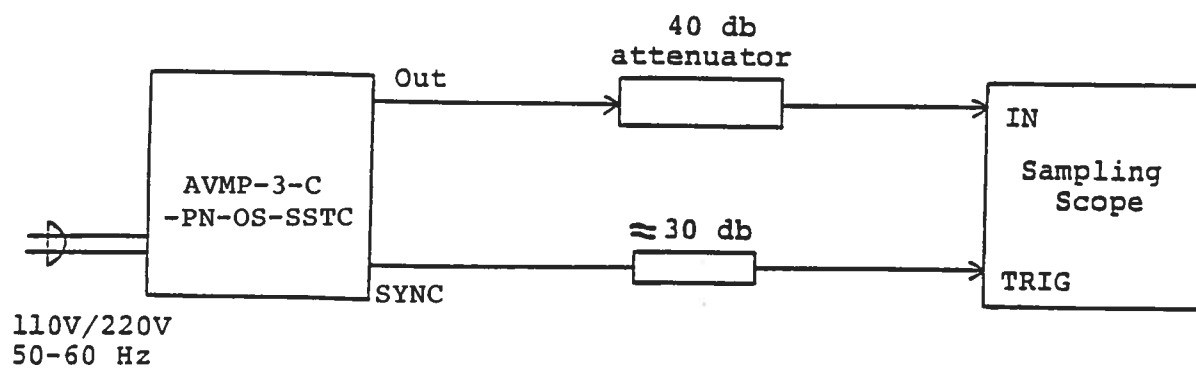 40 db
attenuator
Out
IN
AVMP-3-C
-PN-OS-SSTC
Sampling
Scope
≈ 30 db
SYNC
TRIG
110V/220V
50-60 Hz